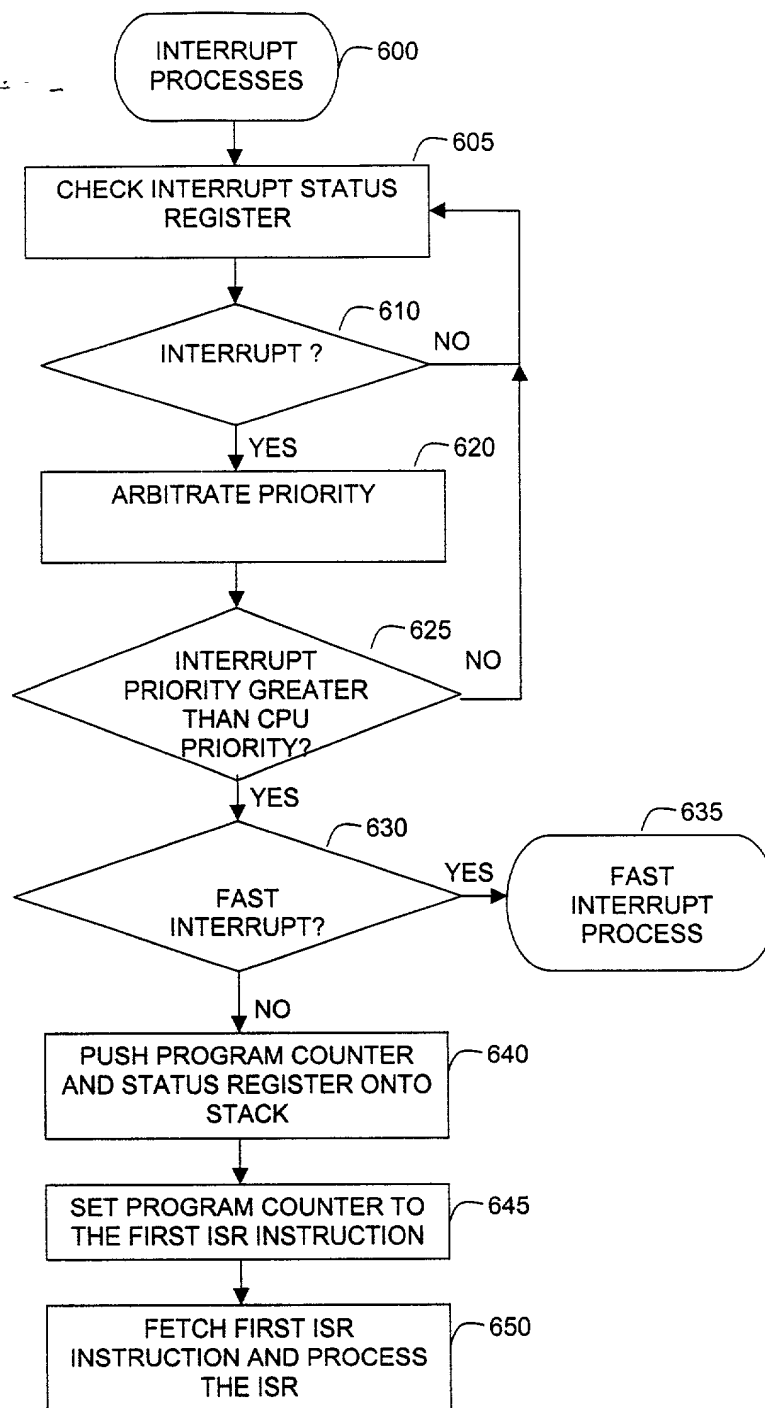 INTERRUPT
PROCESSES
600
605
CHECK INTERRUPT STATUS
REGISTER
610
INTERRUPT ?
NO
YES
620
ARBITRATE PRIORITY
625
INTERRUPT
PRIORITY GREATER
THAN CPU
PRIORITY?
NO
YES
630
FAST
INTERRUPT?
YES
635
FAST
INTERRUPT
PROCESS
NO
PUSH PROGRAM COUNTER
AND STATUS REGISTER ONTO
STACK
640
SET PROGRAM COUNTER TO
THE FIRST ISR INSTRUCTION
645
FETCH FIRST ISR
INSTRUCTION AND PROCESS
THE ISR
650